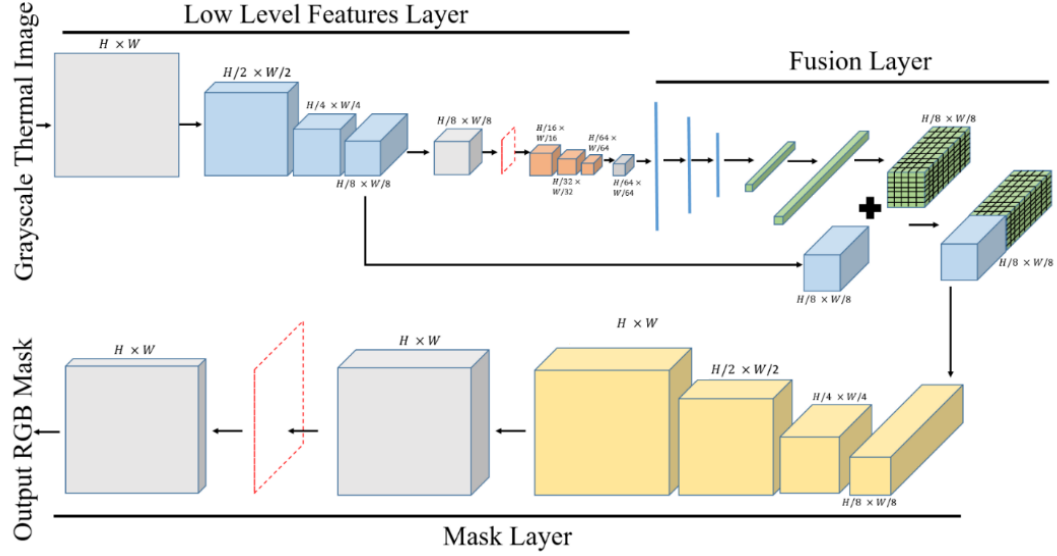 Low Level Features Layer
Grayscale Thermal Image
H × W
H/2 × W/2
H/4 × W/4
H/8 × W/8
H/8 × W/8
H/16 ×
W/16
H/32 ×
W/32
H/64 ×
W/64
H/64 ×
W/64
Fusion Layer
H/8 × W/8
H/8 × W/8
H/8 × W/8
Output RGB Mask
H × W
H × W
H × W
H/2 × W/2
H/4 × W/4
H/8 × W/8
Mask Layer